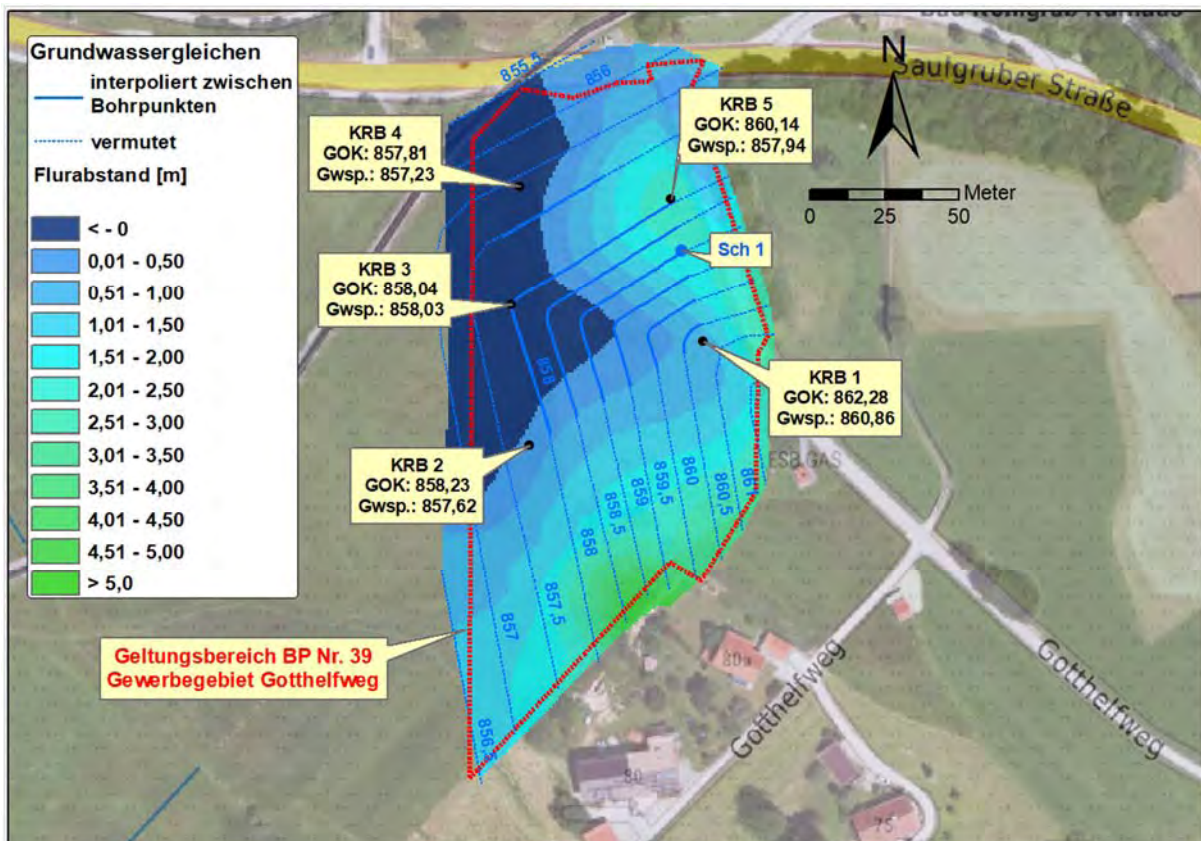 Grundwassergleichen
interpoliert zwischen
Bohrpunkten
vermutet
Flurabstand [m]
< - 0
0,01 - 0,50
0,51 - 1,00
1,01 - 1,50
1,51 - 2,00
2,01 - 2,50
2,51 - 3,00
3,01 - 3,50
3,51 - 4,00
4,01 - 4,50
4,51 - 5,00
> 5,0
855,5
856
N
Saulgruber Straße
KRB 4
GOK: 857,81
Gwsp.: 857,23
KRB 5
GOK: 860,14
Gwsp.: 857,94
Meter
0 25 50
Sch 1
KRB 3
GOK: 858,04
Gwsp.: 858,03
858
KRB 1
GOK: 862,28
Gwsp.: 860,86
KRB 2
GOK: 858,23
Gwsp.: 857,62
ESB GAS
858
858,5
859
859,5
860
860,5
857
857,5
Geltungsbereich BP Nr. 39
Gewerbegebiet Gotthelfweg
80a
80
75
Gotthelfweg
Gotthelfweg